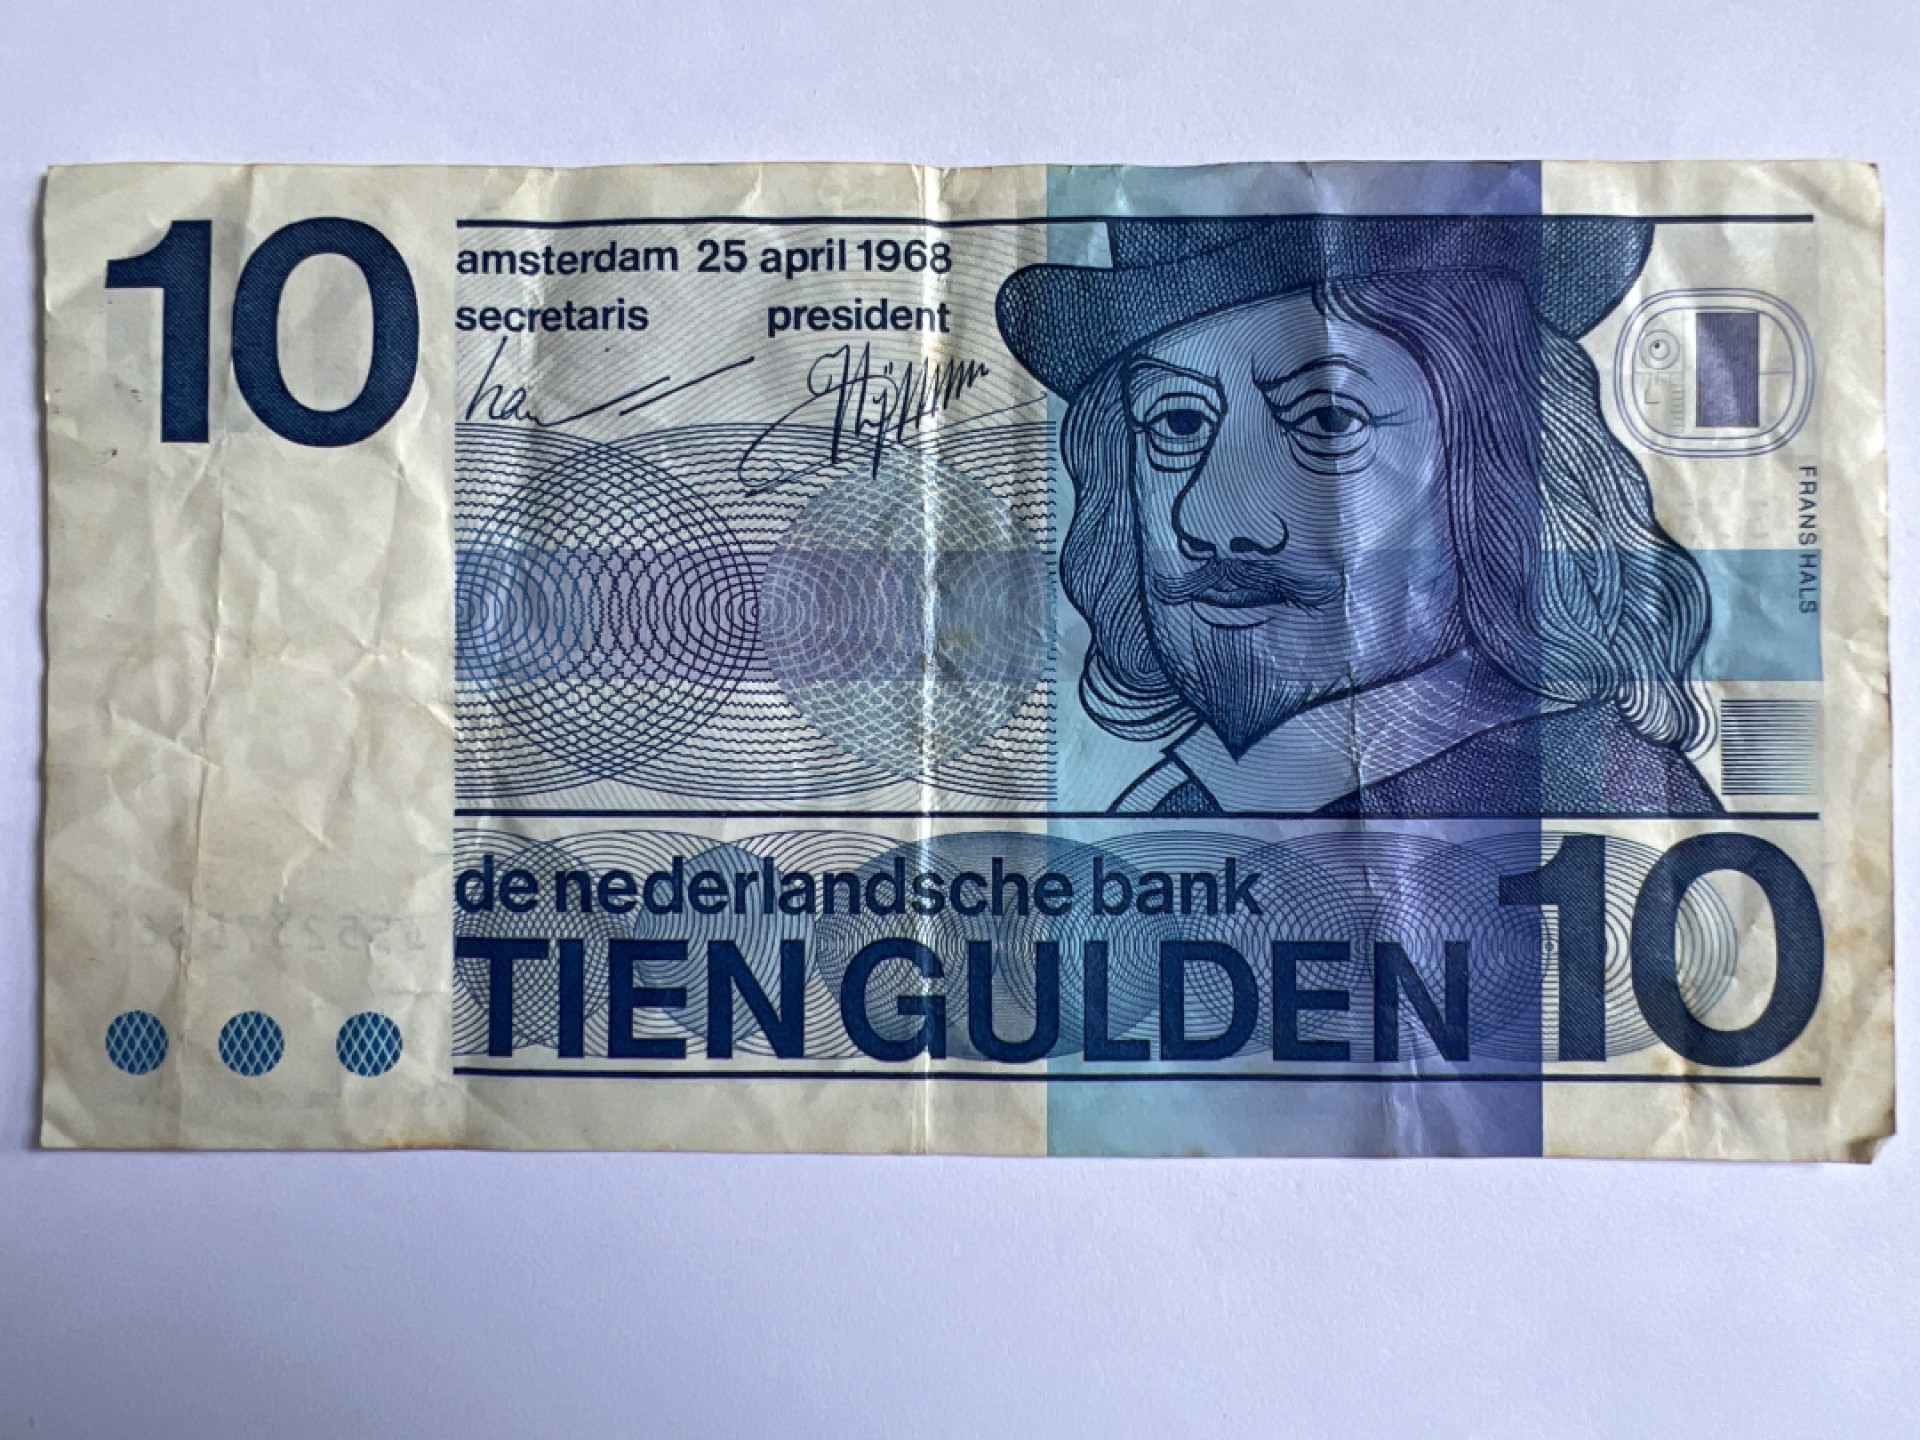 10
amsterdam 25 april 1968
secretaris president
FRANS HALS
de nederlandsche bank
TIEN GULDEN 10